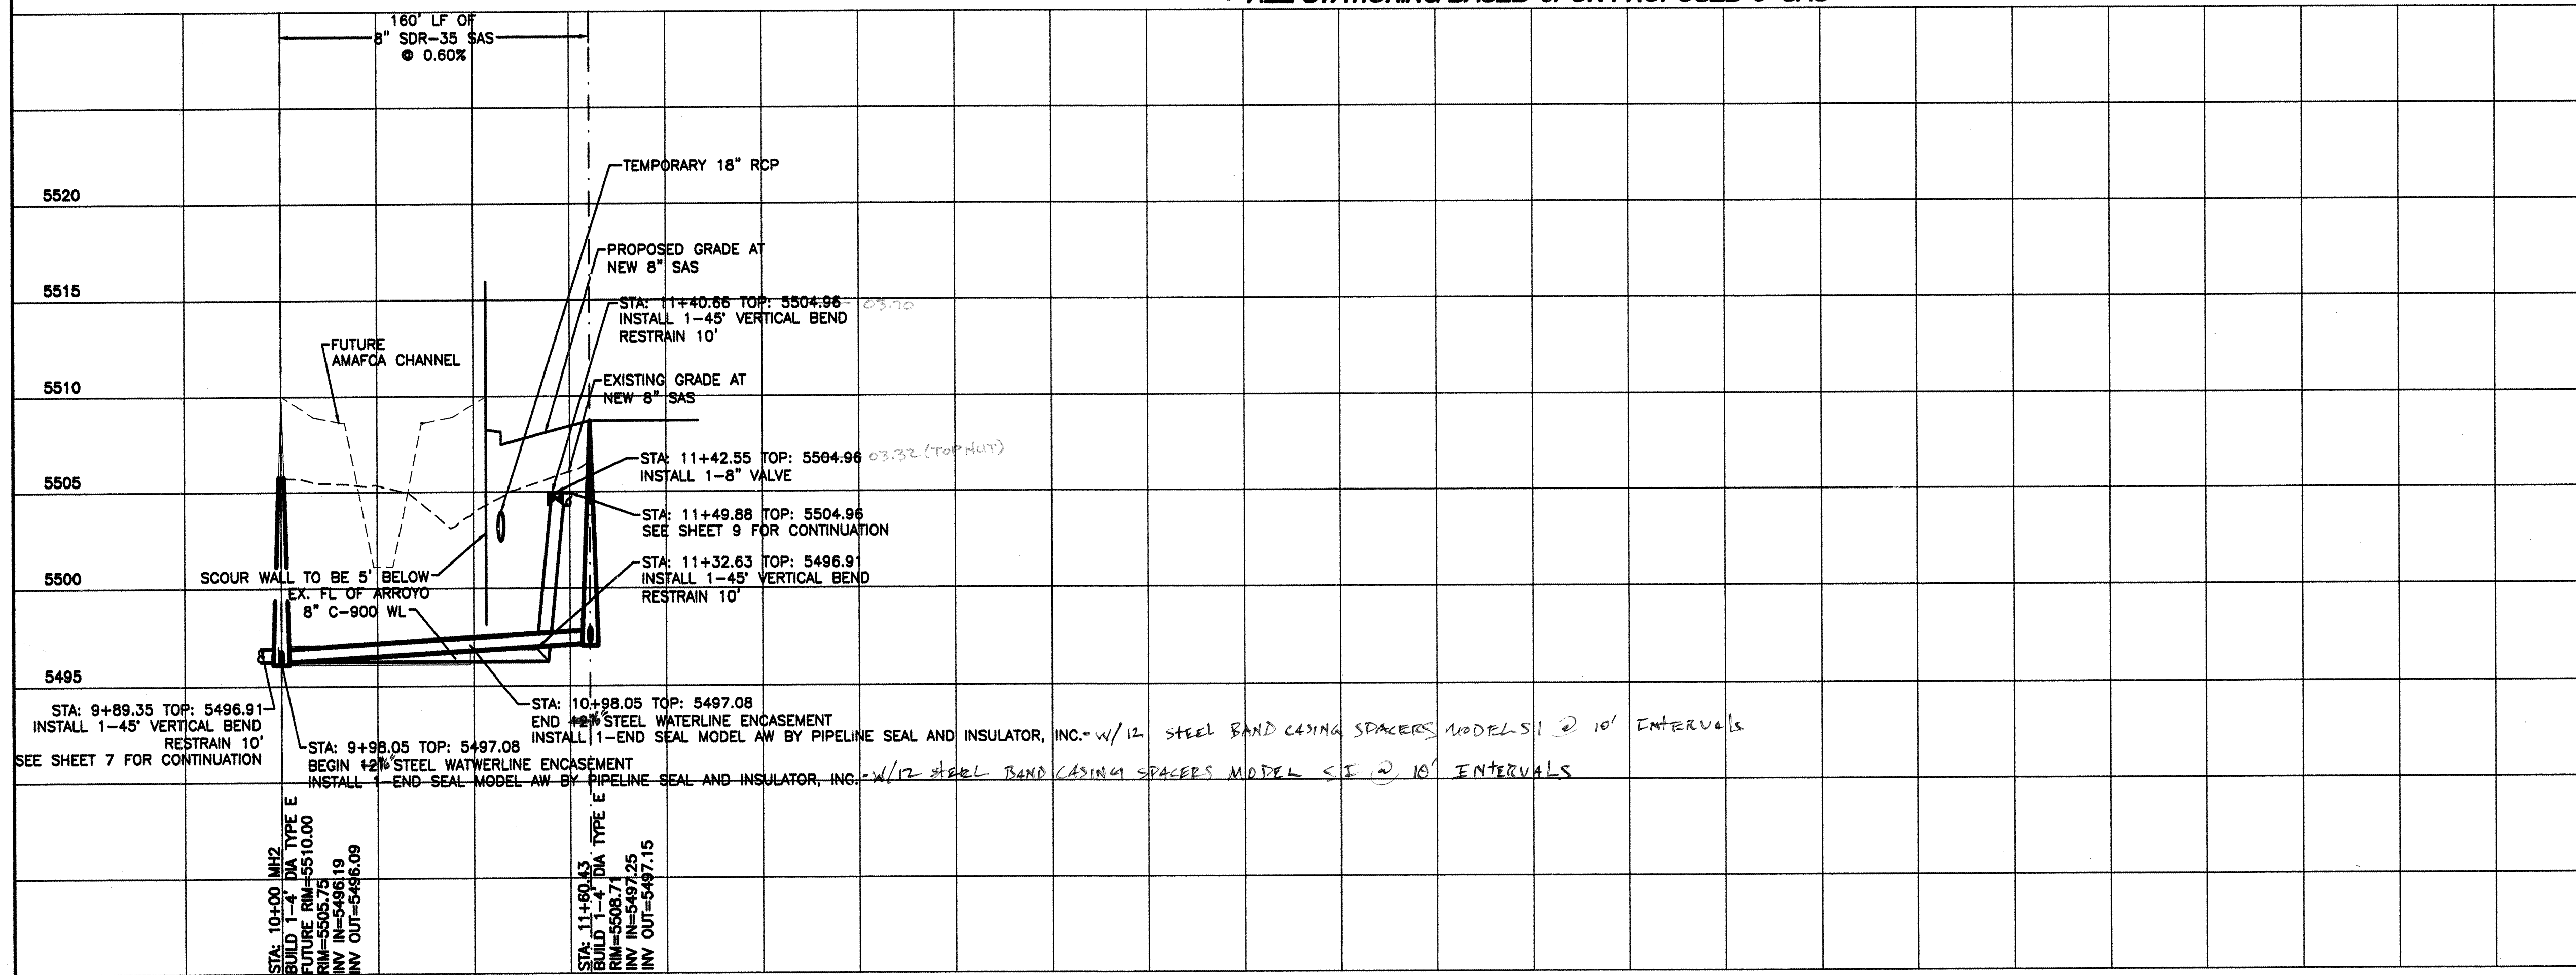 160' LF OF
8" SDR-35 SAS
@ 0.60%
TEMPORARY 18" RCP
5520
PROPOSED GRADE AT
NEW 8" SAS
5515
STA: 11+40.66 TOP: 5504.96 03.70
INSTALL 1-45° VERTICAL BEND
RESTRAIN 10'
FUTURE
AMAFCA CHANNEL
5510
EXISTING GRADE AT
NEW 8" SAS
STA: 11+42.55 TOP: 5504.96 03.32 (TOP NUT)
INSTALL 1-8" VALVE
5505
STA: 11+49.88 TOP: 5504.96
SEE SHEET 9 FOR CONTINUATION
STA: 11+32.63 TOP: 5496.91
INSTALL 1-45° VERTICAL BEND
RESTRAIN 10'
5500
SCOUR WALL TO BE 5' BELOW
EX. FL OF ARROYO
8" C-900 WL
5495
STA: 9+89.35 TOP: 5496.91
INSTALL 1-45° VERTICAL BEND
RESTRAIN 10'
SEE SHEET 7 FOR CONTINUATION
STA: 10+98.05 TOP: 5497.08
END 12" 16" STEEL WATERLINE ENCASEMENT
INSTALL 1-END SEAL MODEL AW BY PIPELINE SEAL AND INSULATOR, INC. - W/12 STEEL BAND CASING SPACERS MODEL SI @ 10' INTERVALS
STA: 9+98.05 TOP: 5497.08
BEGIN 12" 16" STEEL WATWERLINE ENCASEMENT
INSTALL 1-END SEAL MODEL AW BY PIPELINE SEAL AND INSULATOR, INC. - W/12 STEEL BAND CASING SPACERS MODEL SI @ 10' INTERVALS
STA: 10+00 MH2
BUILD 1-4' DIA TYPE E
FUTURE RIM=5510.00
RIM=5505.75
INV IN=5496.19
INV OUT=5496.09
STA: 11+60.43
BUILD 1-4' DIA TYPE E
RIM=5508.71
INV IN=5497.25
INV OUT=5497.15